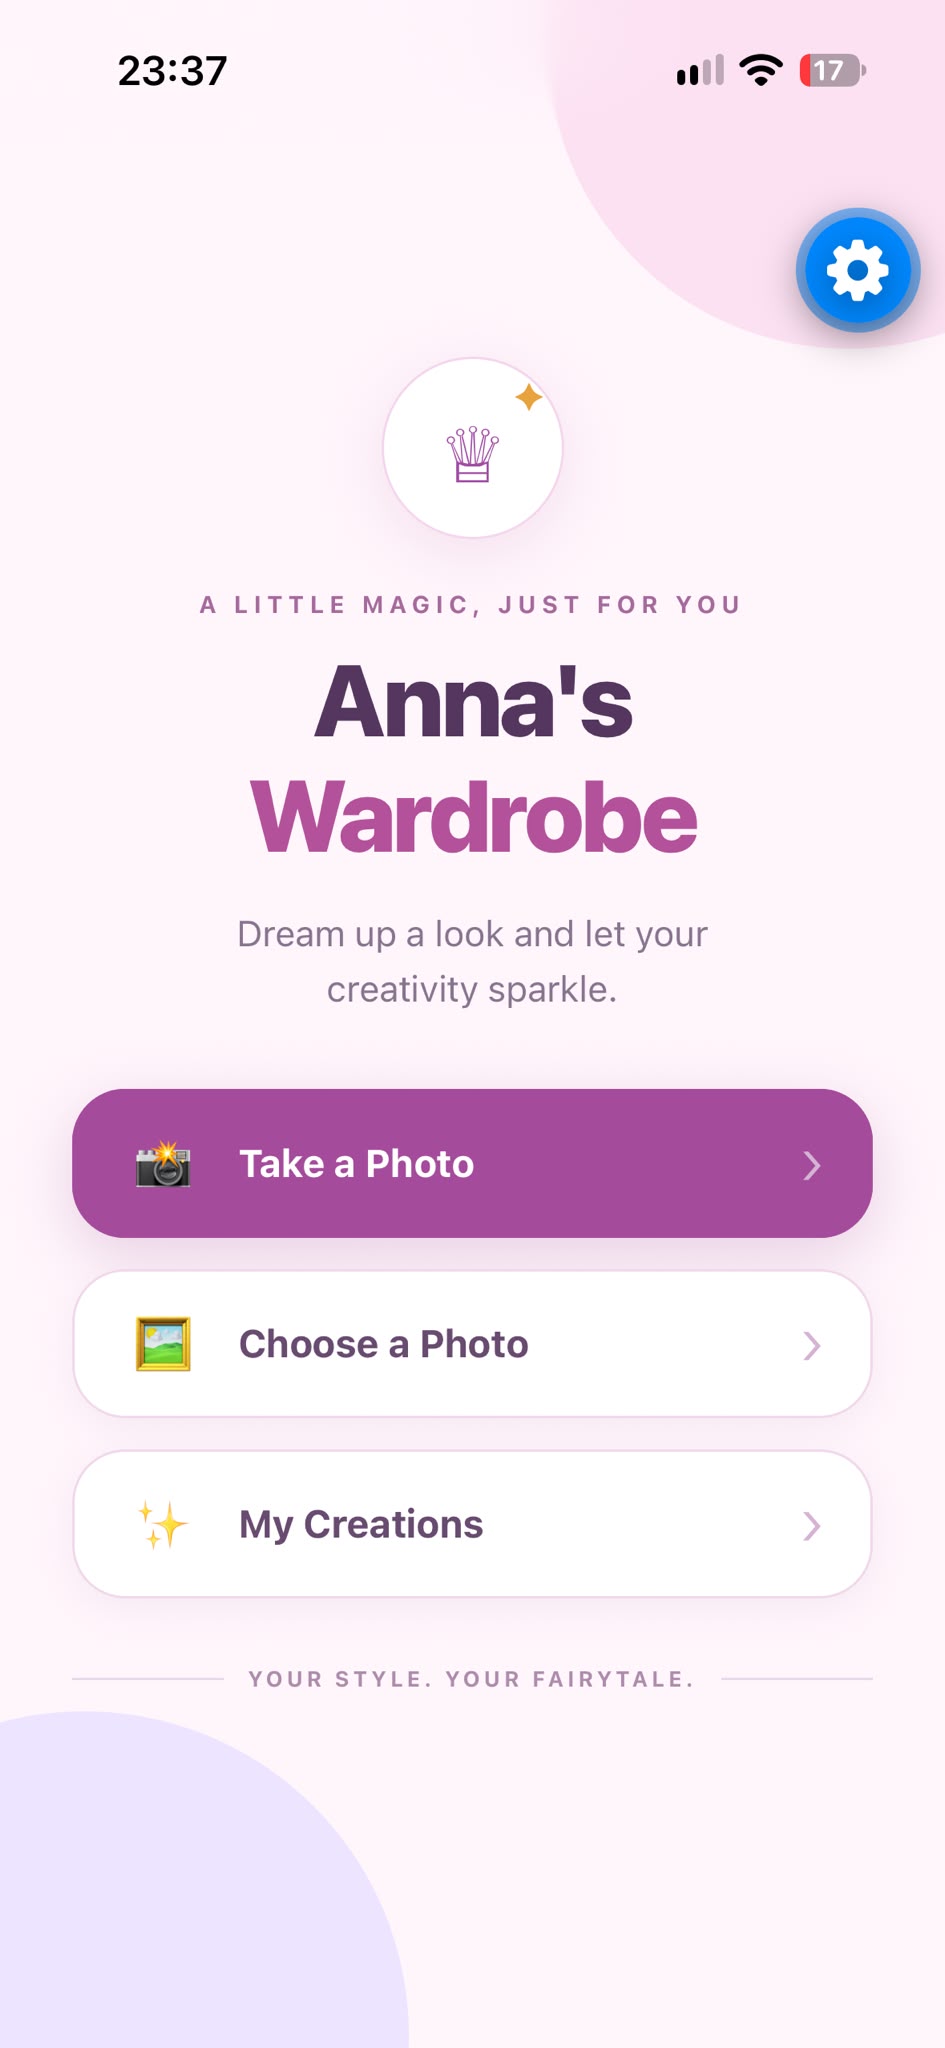 23:37
17
A LITTLE MAGIC, JUST FOR YOU
Anna's
Wardrobe
Dream up a look and let your
creativity sparkle.
Take a Photo
Choose a Photo
My Creations
YOUR STYLE. YOUR FAIRYTALE.